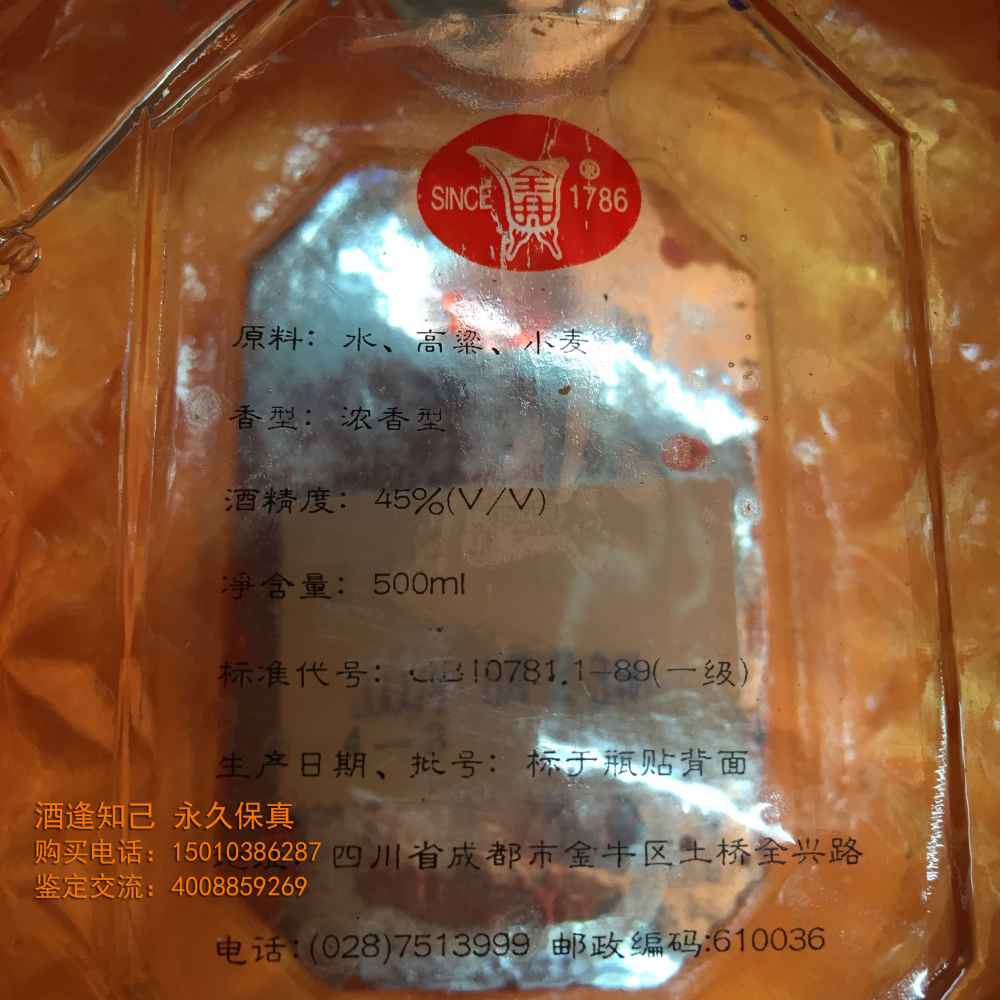 SINCE 全興 ® 1786
原料：水、高粱、小麦
香型：浓香型
酒精度：45%(V/V)
净含量：500ml
标准代号：GB10781.1-89(一级)
生产日期、批号：标于瓶贴背面
四川省成都市金牛区土桥全兴路
电话:(028)7513999 邮政编码:610036
酒逢知己 永久保真
购买电话：15010386287
鉴定交流：4008859269